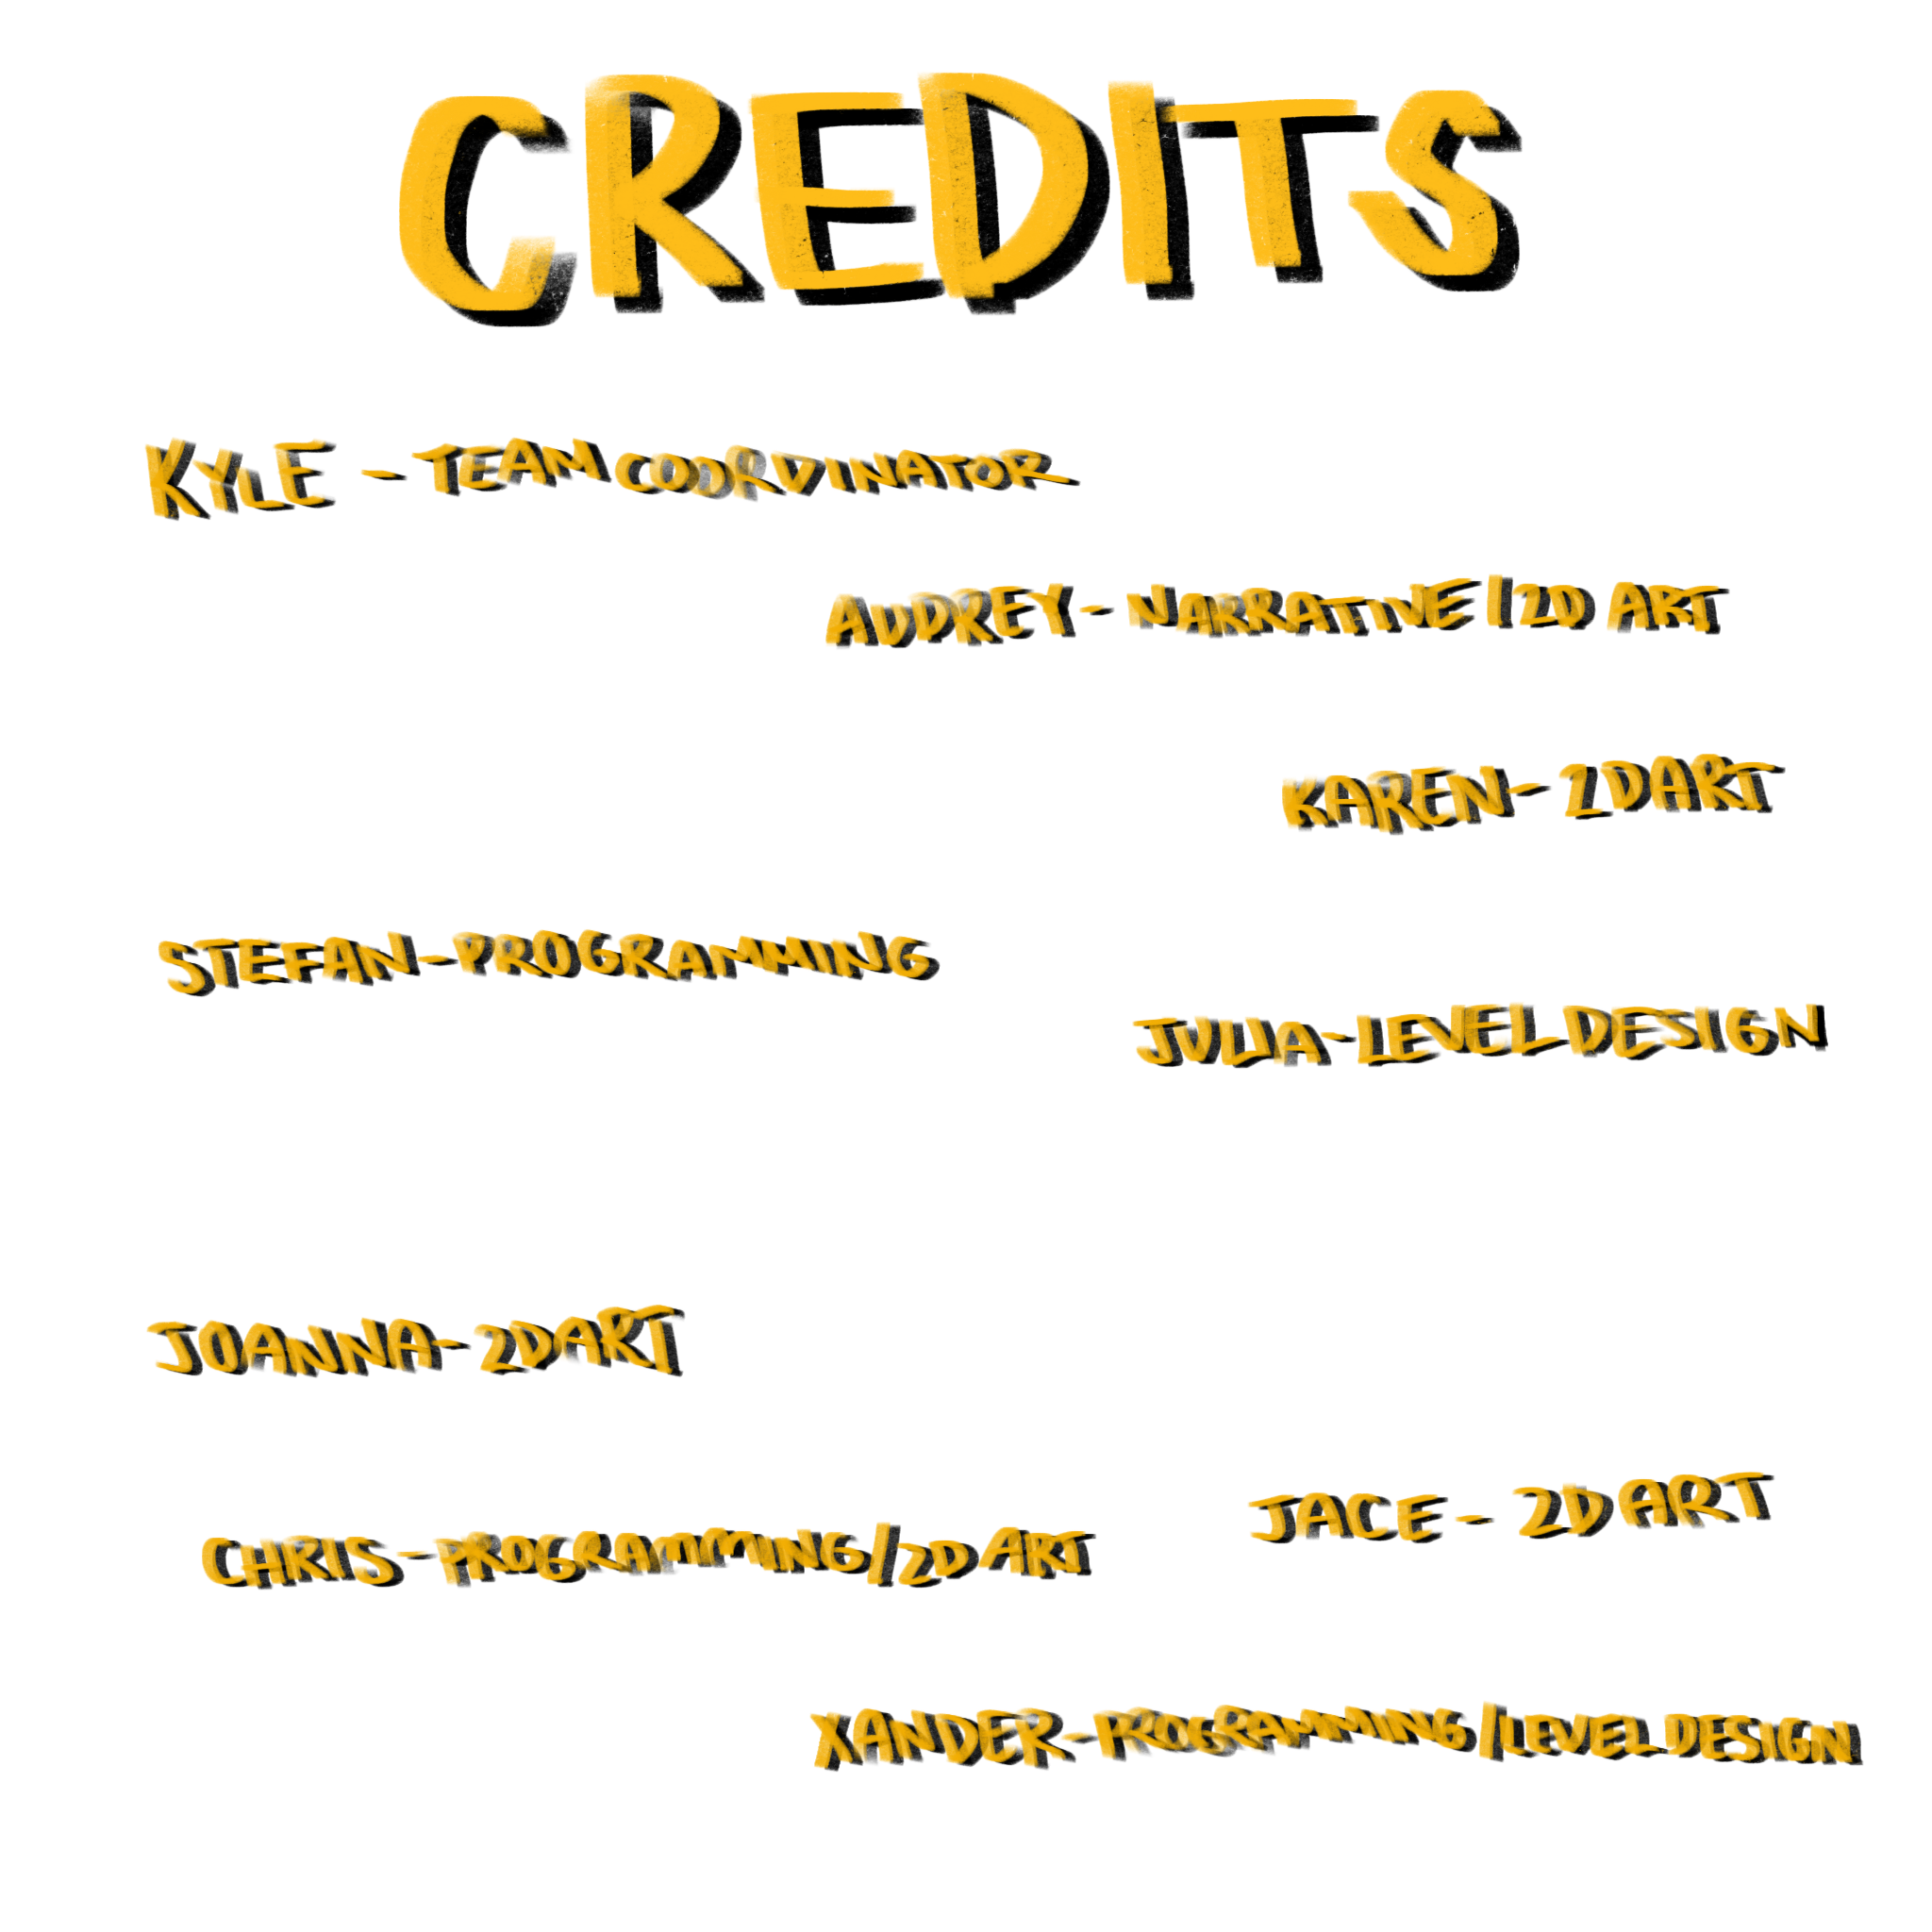 CREDITS
KYLE - TEAM COORDINATOR
AUDREY - NARRATIVE / 2D ART
KAREN - 2D ART
STEFAN - PROGRAMMING
JULIA - LEVEL DESIGN
JOANNA - 2D ART
JACE - 2D ART
CHRIS - PROGRAMMING / 2D ART
XANDER - PROGRAMMING / LEVEL DESIGN